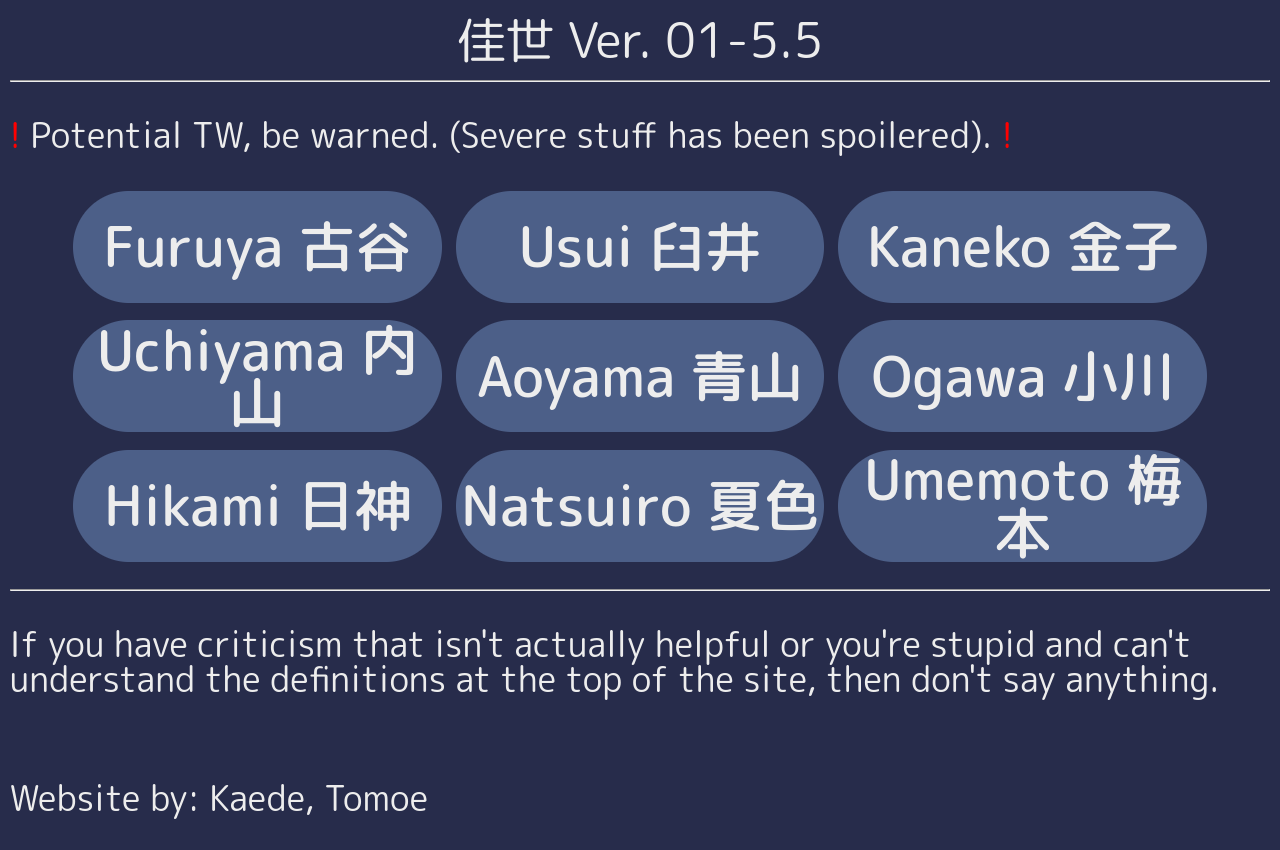 佳世 Ver. 01-5.5
! Potential TW, be warned. (Severe stuff has been spoilered). !
Furuya 古谷
Usui 臼井
Kaneko 金子
Uchiyama 内
山
Aoyama 青山
Ogawa 小川
Hikami 日神
Natsuiro 夏色
Umemoto 梅
本
If you have criticism that isn't actually helpful or you're stupid and can't
understand the definitions at the top of the site, then don't say anything.
Website by: Kaede, Tomoe